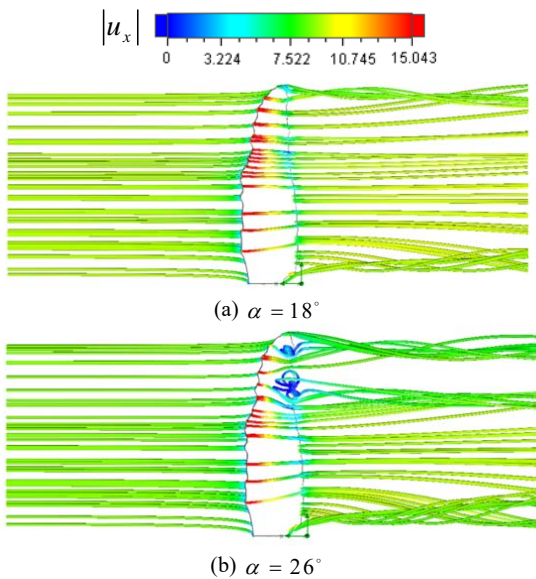 |u_x|
0 3.224 7.522 10.745 15.043
(a) α = 18°
(b) α = 26°